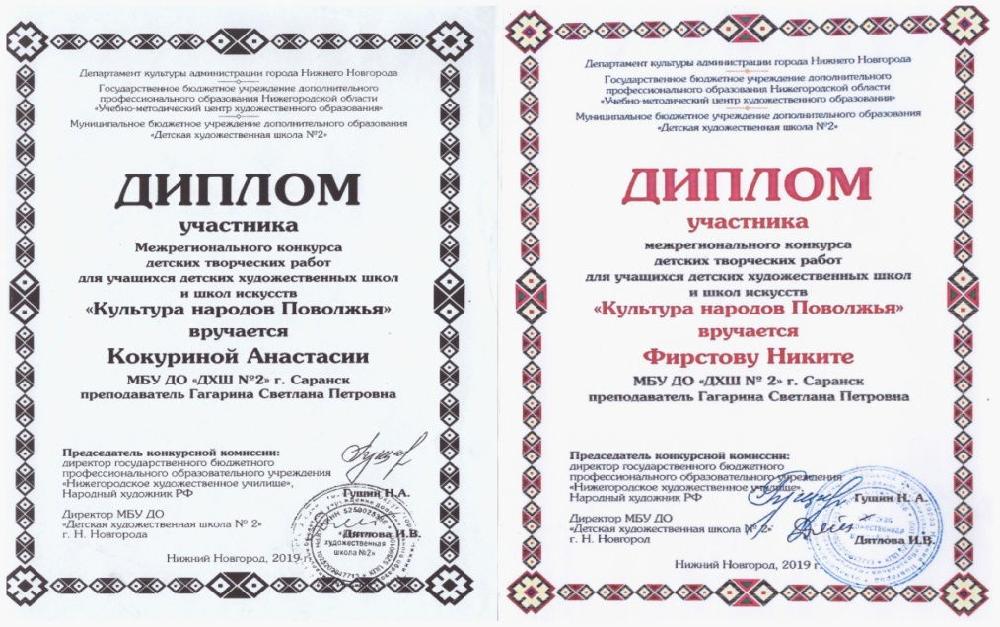 Департамент культуры администрации города Нижнего Новгорода
Государственное бюджетное учреждение дополнительного
профессионального образования Нижегородской области
«Учебно-методический центр художественного образования»
Муниципальное бюджетное учреждение дополнительного образования
«Детская художественная школа №2»
ДИПЛОМ
участника
Межрегионального конкурса
детских творческих работ
для учащихся детских художественных школ
и школ искусств
«Культура народов Поволжья»
вручается
Кокуриной Анастасии
МБУ ДО «ДХШ №2» г. Саранск
преподаватель Гагарина Светлана Петровна
Председатель конкурсной комиссии:
директор государственного бюджетного
профессионального образовательного учреждения
«Нижегородское художественное училище»,
Народный художник РФ
Гущин Н.А.
Директор МБУ ДО
«Детская художественная школа № 2»
г. Н. Новгорода
Дятлова И.В.
художественная
школа №2»
Нижний Новгород, 2019 г.
Департамент культуры администрации города Нижнего Новгорода
Государственное бюджетное учреждение дополнительного
профессионального образования Нижегородской области
«Учебно-методический центр художественного образования»
Муниципальное бюджетное учреждение дополнительного образования
«Детская художественная школа №2»
ДИПЛОМ
участника
межрегионального конкурса
детских творческих работ
для учащихся детских художественных школ
и школ искусств
«Культура народов Поволжья»
вручается
Фирстову Никите
МБУ ДО «ДХШ № 2» г. Саранск
преподаватель Гагарина Светлана Петровна
Председатель конкурсной комиссии:
директор государственного бюджетного
профессионального образовательного учреждения
«Нижегородское художественное училище»,
Народный художник РФ
Гущин Н. А.
Директор МБУ ДО
«Детская художественная школа № 2»
г. Н. Новгород
Дятлова И.В.
Нижний Новгород, 2019 г.